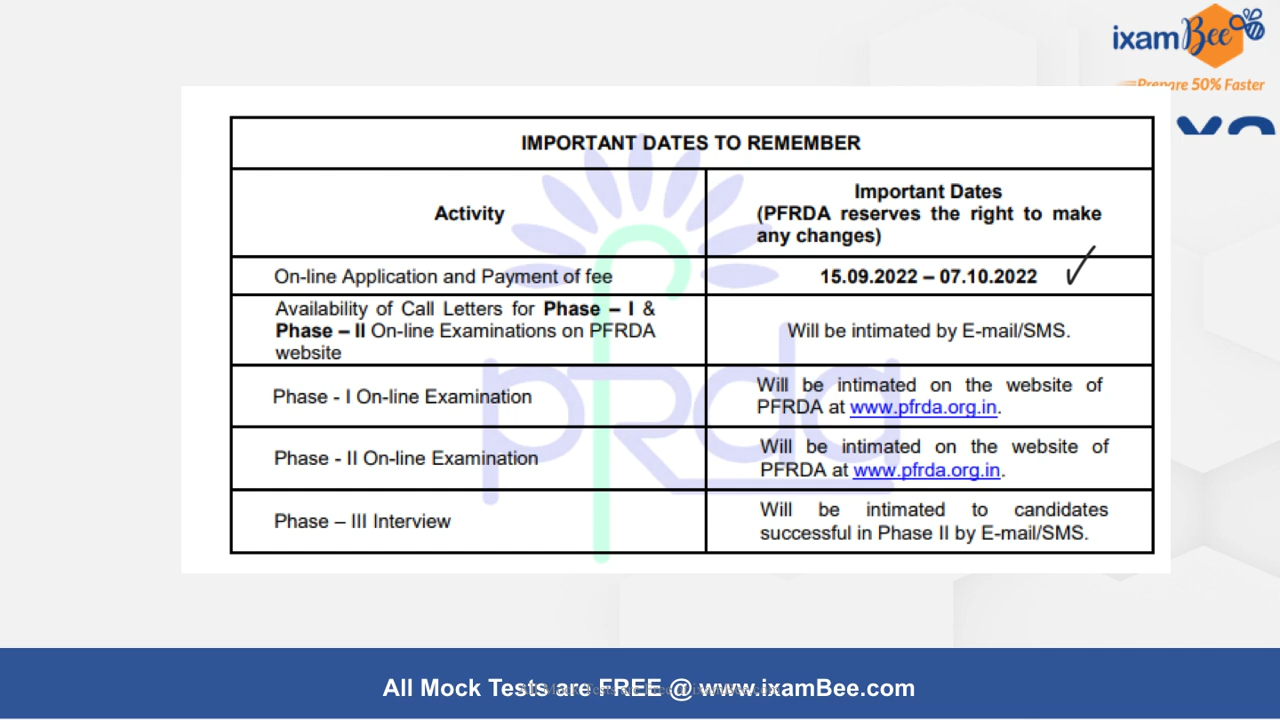 ixamBee
Prepare 50% Faster
IMPORTANT DATES TO REMEMBER
Activity
Important Dates
(PFRDA reserves the right to make
any changes)
On-line Application and Payment of fee
15.09.2022 – 07.10.2022
Availability of Call Letters for Phase – I &
Phase – II On-line Examinations on PFRDA
website
Will be intimated by E-mail/SMS.
Phase - I On-line Examination
Will be intimated on the website of
PFRDA at www.pfrda.org.in.
Phase - II On-line Examination
Will be intimated on the website of
PFRDA at www.pfrda.org.in.
Phase – III Interview
Will be intimated to candidates
successful in Phase II by E-mail/SMS.
pfrda
All Mock Tests are FREE @ www.ixamBee.com